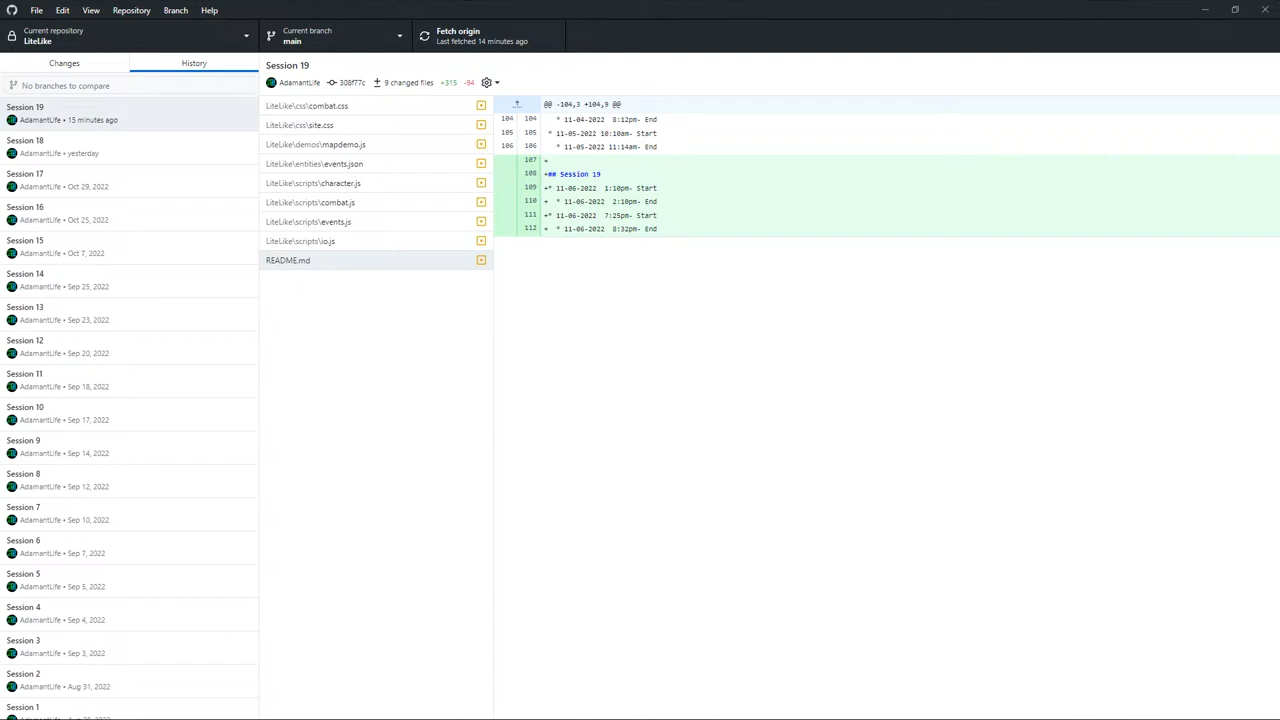 File Edit View Repository Branch Help
Current repository
LiteLike
Current branch
main
Fetch origin
Last fetched 14 minutes ago
Changes
History
No branches to compare
Session 19
AdamantLife • 15 minutes ago
Session 18
AdamantLife • yesterday
Session 17
AdamantLife • Oct 29, 2022
Session 16
AdamantLife • Oct 25, 2022
Session 15
AdamantLife • Oct 7, 2022
Session 14
AdamantLife • Sep 25, 2022
Session 13
AdamantLife • Sep 23, 2022
Session 12
AdamantLife • Sep 20, 2022
Session 11
AdamantLife • Sep 18, 2022
Session 10
AdamantLife • Sep 17, 2022
Session 9
AdamantLife • Sep 14, 2022
Session 8
AdamantLife • Sep 12, 2022
Session 7
AdamantLife • Sep 10, 2022
Session 6
AdamantLife • Sep 7, 2022
Session 5
AdamantLife • Sep 5, 2022
Session 4
AdamantLife • Sep 4, 2022
Session 3
AdamantLife • Sep 3, 2022
Session 2
AdamantLife • Aug 31, 2022
Session 1
Session 19
AdamantLife 308f77c 9 changed files +315 -94
LiteLike\css\combat.css
LiteLike\css\site.css
LiteLike\demos\mapdemo.js
LiteLike\entities\events.json
LiteLike\scripts\character.js
LiteLike\scripts\combat.js
LiteLike\scripts\events.js
LiteLike\scripts\io.js
README.md
@@ -104,3 +104,9 @@
104 104 * 11-04-2022 8:12pm- End
105 105 * 11-05-2022 10:10am- Start
106 106 * 11-05-2022 11:14am- End
107 +
108 +## Session 19
109 +* 11-06-2022 1:10pm- Start
110 + * 11-06-2022 2:10pm- End
111 +* 11-06-2022 7:25pm- Start
112 + * 11-06-2022 8:32pm- End